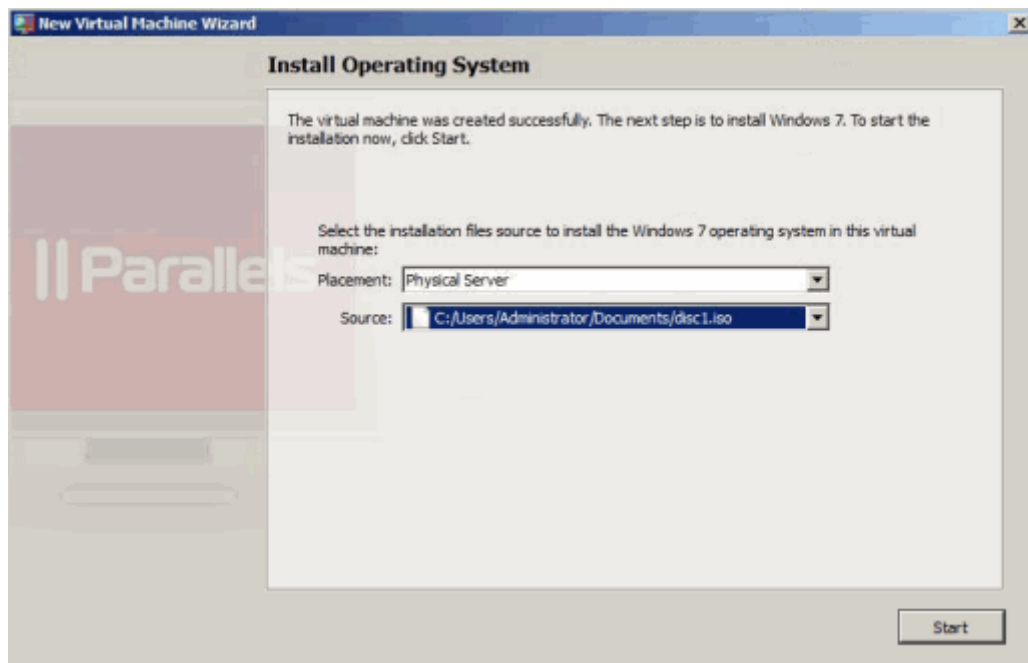 New Virtual Machine Wizard
Install Operating System
The virtual machine was created successfully. The next step is to install Windows 7. To start the
installation now, click Start.
Select the installation files source to install the Windows 7 operating system in this virtual
machine:
|| Parallels
Placement: Physical Server
Source: C:/Users/Administrator/Documents/disc1.iso
Start